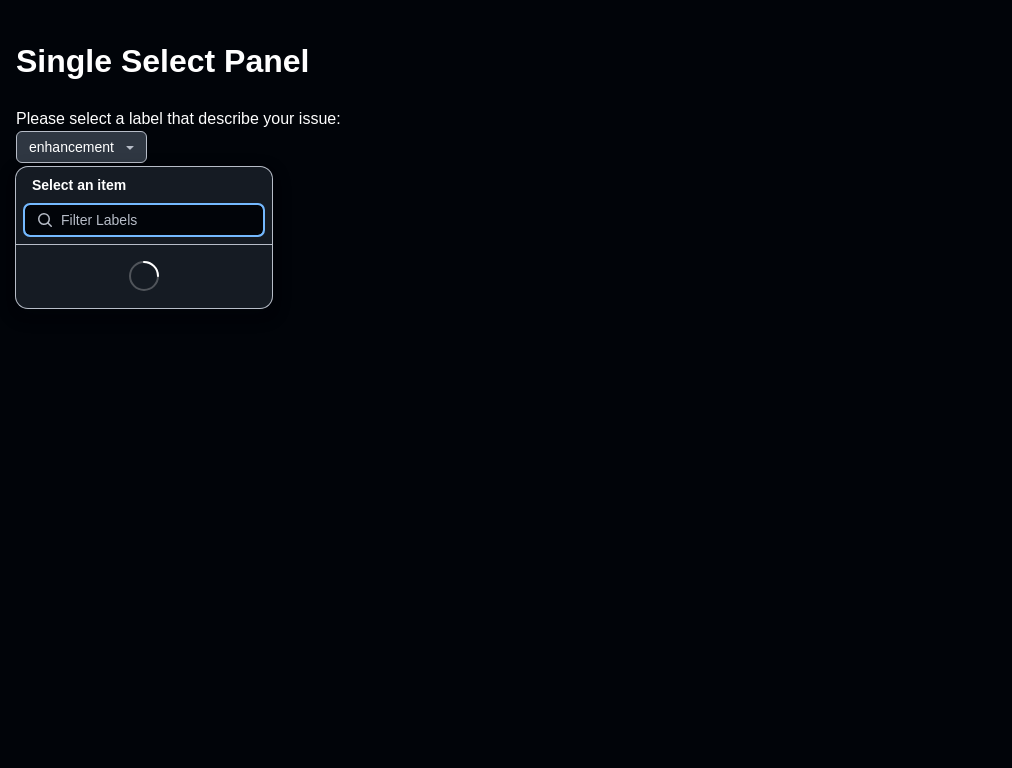 Single Select Panel
Please select a label that describe your issue:
enhancement
Select an item
Filter Labels